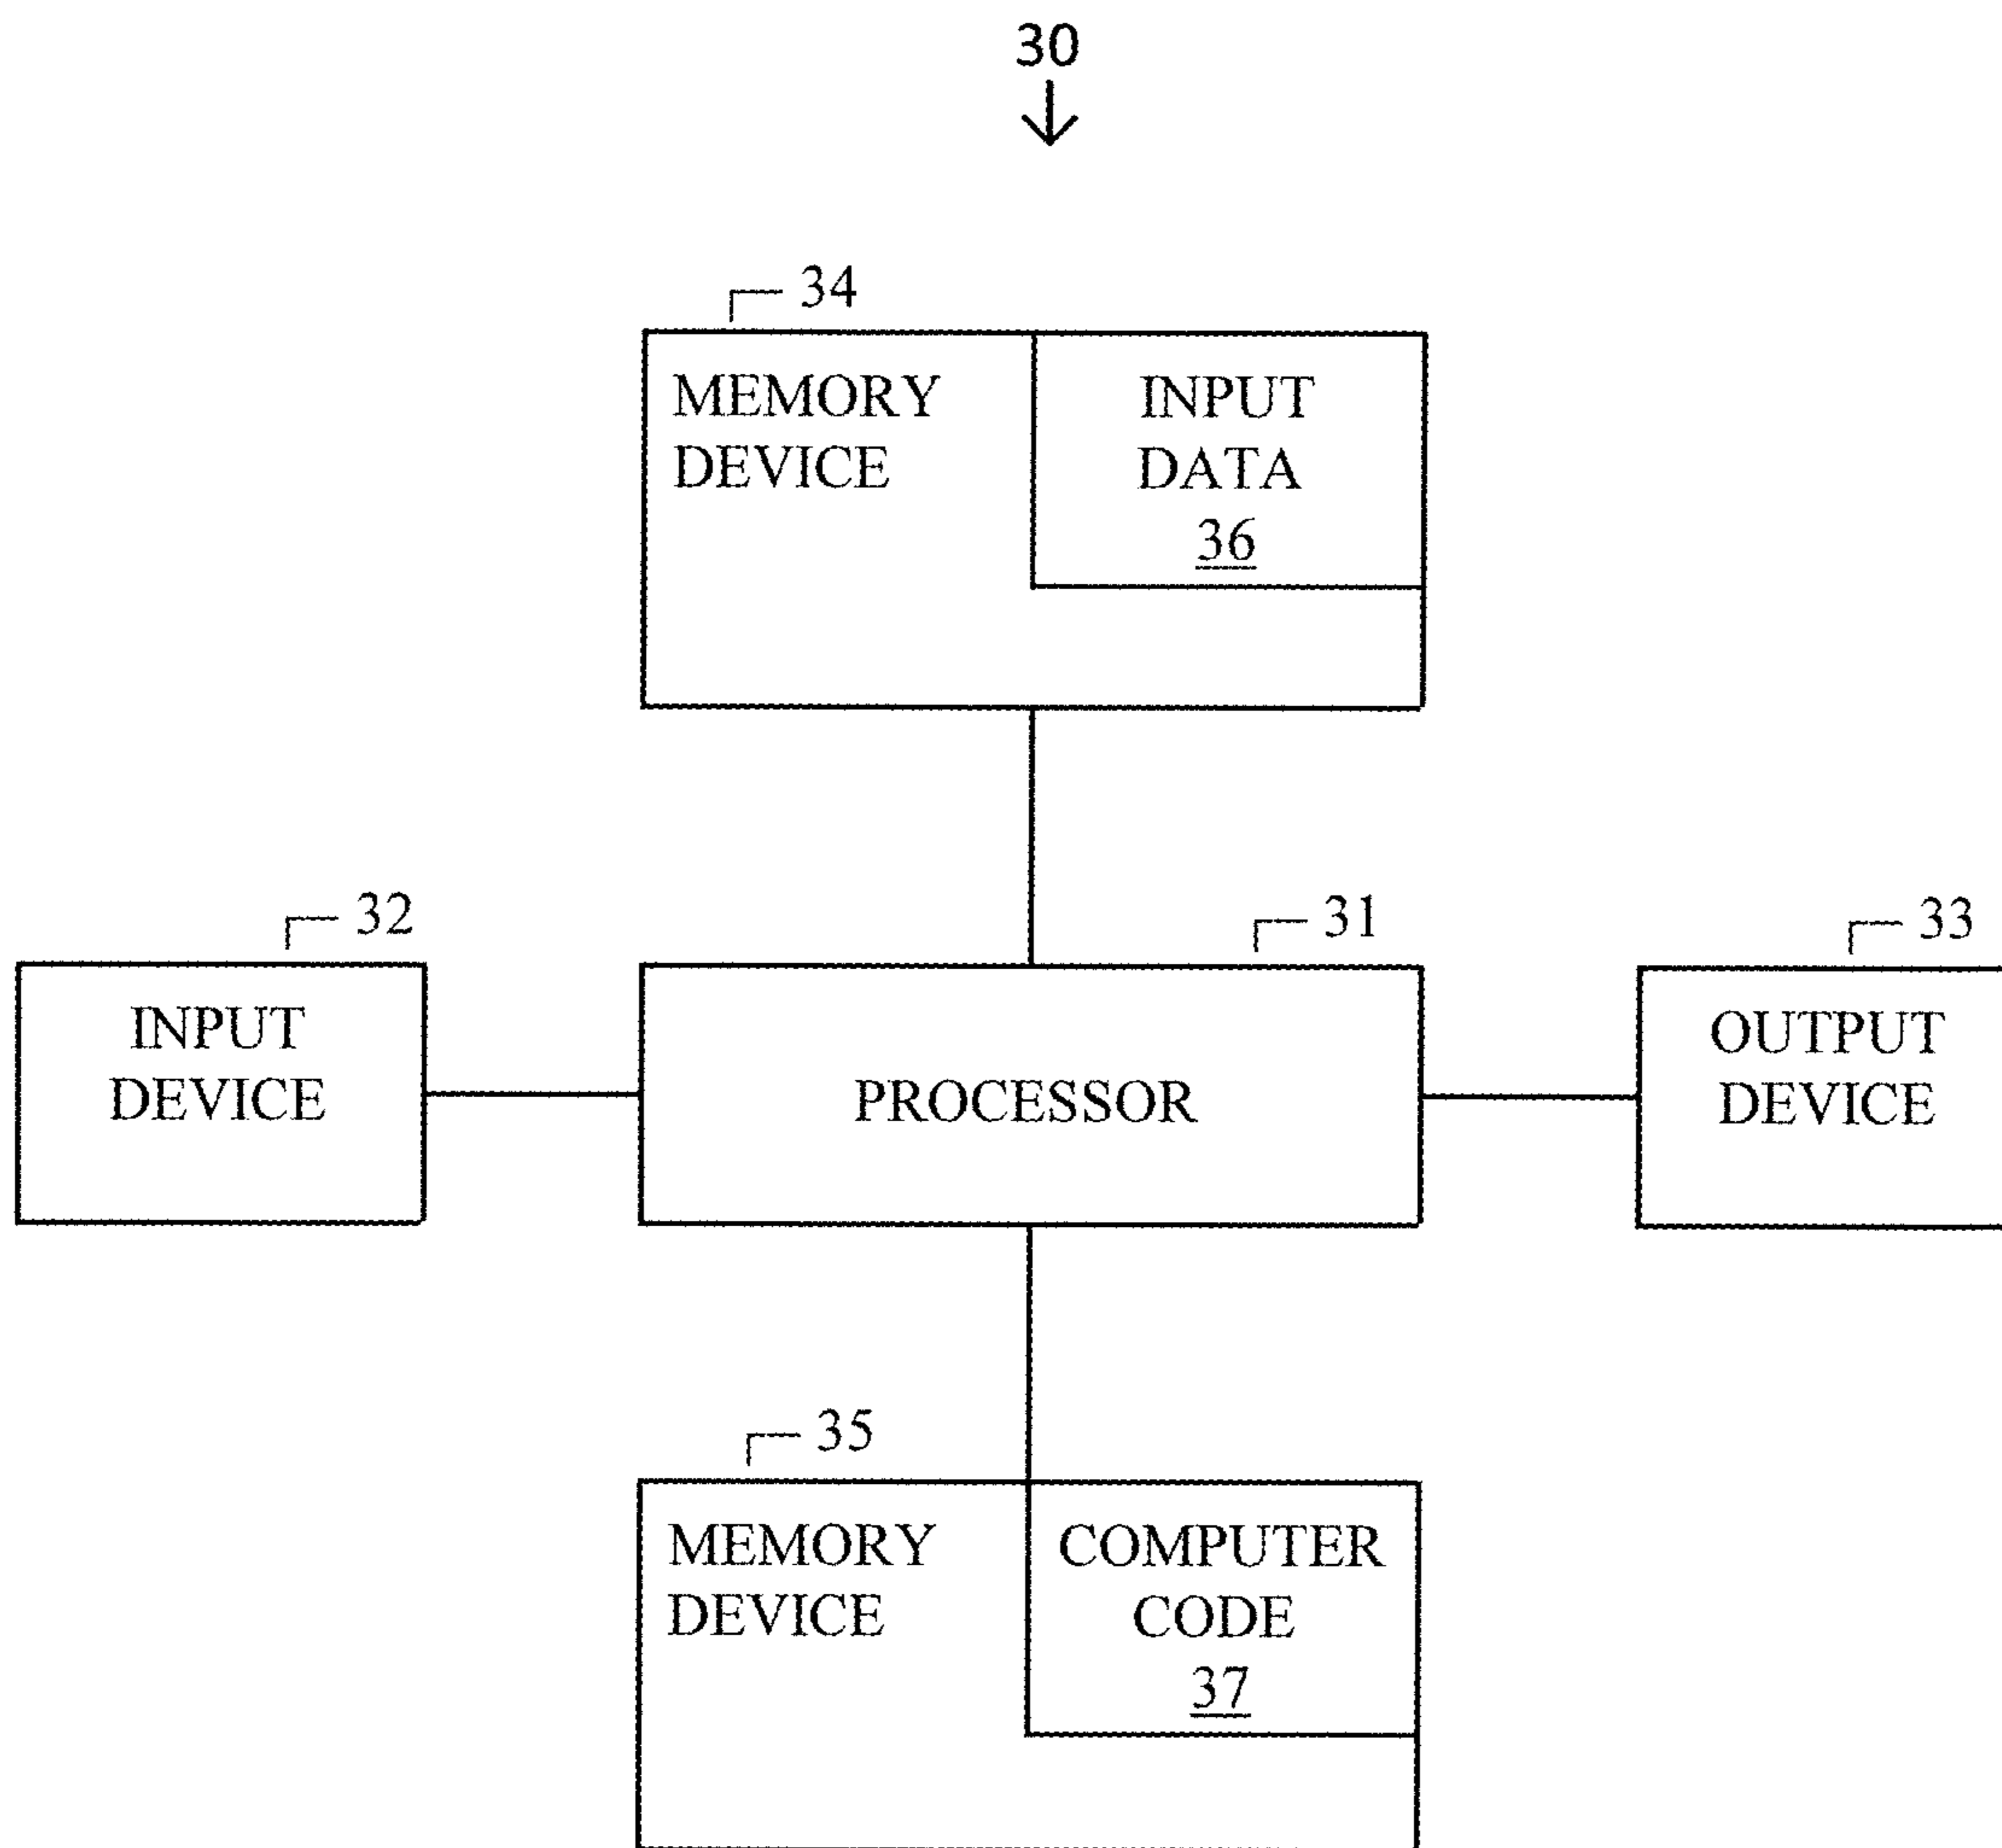 30
34
MEMORY
DEVICE
INPUT
DATA
36
32
INPUT
DEVICE
31
PROCESSOR
33
OUTPUT
DEVICE
35
MEMORY
DEVICE
COMPUTER
CODE
37